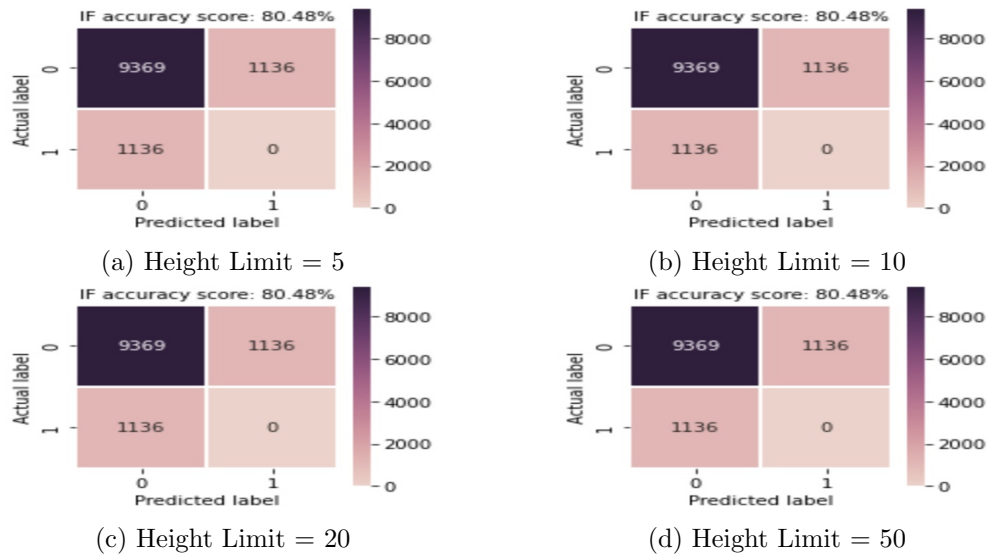 IF accuracy score: 80.48%
Actual label
0
1
9369 1136
1136 0
0 1
Predicted label
8000
6000
4000
2000
0
(a) Height Limit = 5
IF accuracy score: 80.48%
Actual label
0
1
9369 1136
1136 0
0 1
Predicted label
8000
6000
4000
2000
0
(b) Height Limit = 10
IF accuracy score: 80.48%
Actual label
0
1
9369 1136
1136 0
0 1
Predicted label
8000
6000
4000
2000
0
(c) Height Limit = 20
IF accuracy score: 80.48%
Actual label
0
1
9369 1136
1136 0
0 1
Predicted label
8000
6000
4000
2000
0
(d) Height Limit = 50